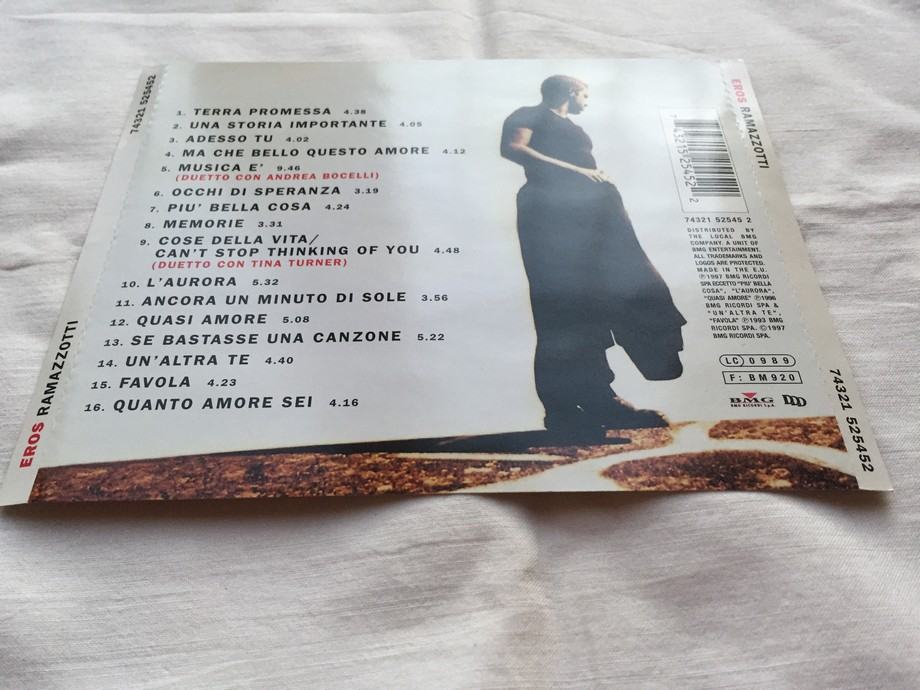 74321 525452
EROS RAMAZZOTTI
1. TERRA PROMESSA 4.38
2. UNA STORIA IMPORTANTE 4.05
3. ADESSO TU 4.02
4. MA CHE BELLO QUESTO AMORE 4.12
5. MUSICA E' 9.46
(DUETTO CON ANDREA BOCELLI)
6. OCCHI DI SPERANZA 3.19
7. PIU' BELLA COSA 4.24
8. MEMORIE 3.31
9. COSE DELLA VITA/
CAN'T STOP THINKING OF YOU 4.48
(DUETTO CON TINA TURNER)
10. L'AURORA 5.32
11. ANCORA UN MINUTO DI SOLE 3.56
12. QUASI AMORE 5.08
13. SE BASTASSE UNA CANZONE 5.22
14. UN'ALTRA TE 4.40
15. FAVOLA 4.23
16. QUANTO AMORE SEI 4.16
7 43215 25452 2
74321 52545 2
DISTRIBUTED BY
THE LOCAL BMG
COMPANY. A UNIT OF
BMG ENTERTAINMENT.
ALL TRADEMARKS AND
LOGOS ARE PROTECTED.
MADE IN THE E.U.
℗1997 BMG RICORDI
SPA ECCETTO "PIU' BELLA
COSA", "L'AURORA",
"QUASI AMORE" ℗1996
BMG RICORDI SPA &
"UN'ALTRA TE",
"FAVOLA" ℗1993 BMG
RICORDI SPA. ©1997
BMG RICORDI SPA.
LC 0989
F: BM920
BMG
BMG RICORDI S.p.A.
DDD
EROS RAMAZZOTTI
74321 525452